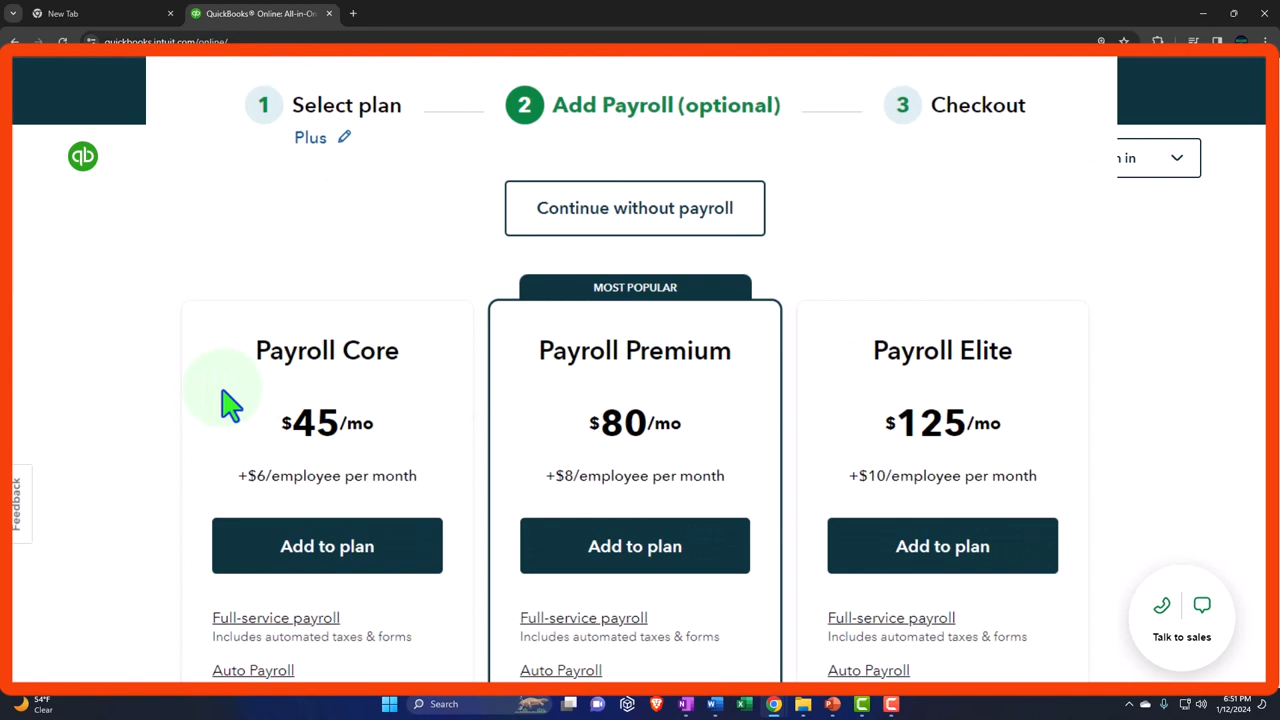 New Tab
QuickBooks® Online: All-in-On
quickbooks.intuit.com/online/
1 Select plan
2 Add Payroll (optional)
3 Checkout
Plus
qb
n in
Continue without payroll
MOST POPULAR
Payroll Core
$45/mo
+$6/employee per month
Add to plan
Full-service payroll
Includes automated taxes & forms
Auto Payroll
Payroll Premium
$80/mo
+$8/employee per month
Add to plan
Full-service payroll
Includes automated taxes & forms
Auto Payroll
Payroll Elite
$125/mo
+$10/employee per month
Add to plan
Full-service payroll
Includes automated taxes & forms
Auto Payroll
Feedback
Talk to sales
54°F
Clear
Search
6:51 PM
1/12/2024